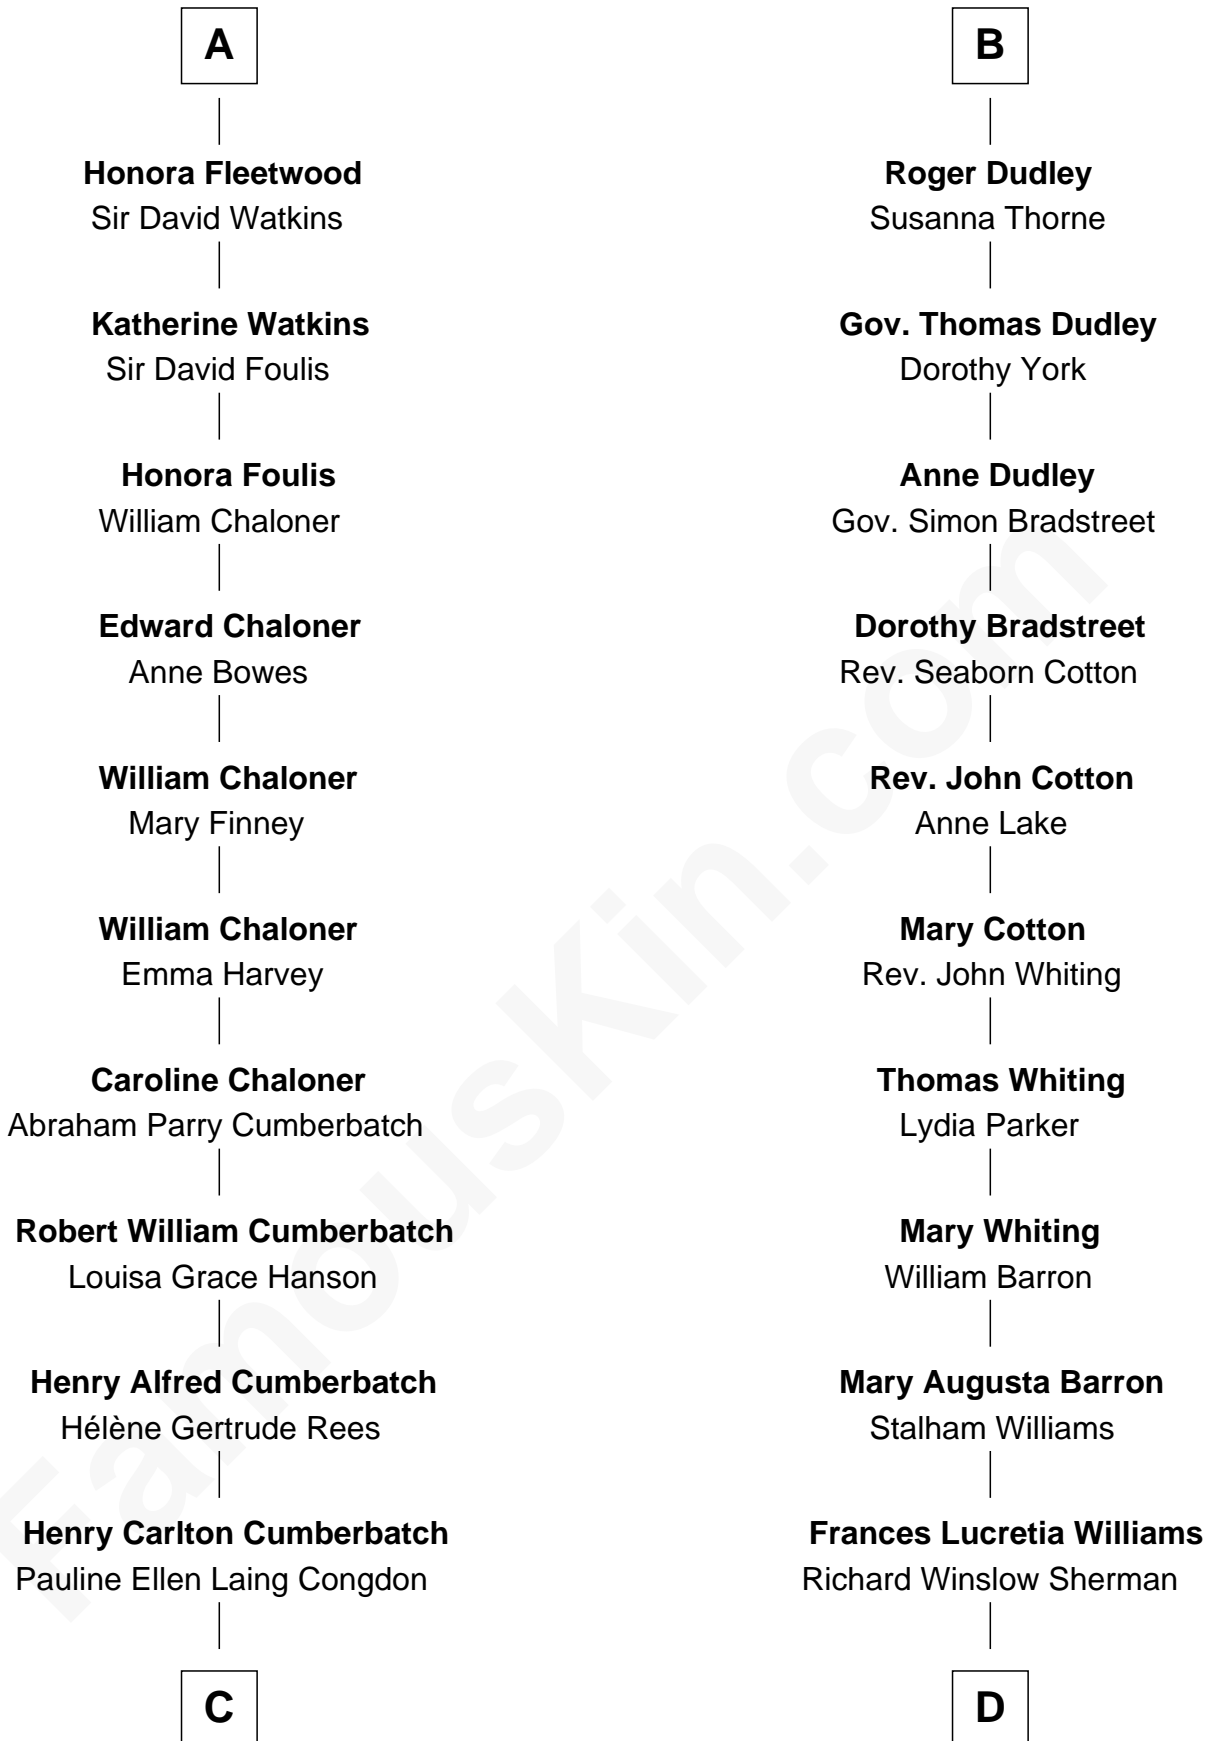 A
Honora Fleetwood
Sir David Watkins
Katherine Watkins
Sir David Foulis
Honora Foulis
William Chaloner
Edward Chaloner
Anne Bowes
William Chaloner
Mary Finney
William Chaloner
Emma Harvey
Caroline Chaloner
Abraham Parry Cumberbatch
Robert William Cumberbatch
Louisa Grace Hanson
Henry Alfred Cumberbatch
Hélène Gertrude Rees
Henry Carlton Cumberbatch
Pauline Ellen Laing Congdon
C
B
Roger Dudley
Susanna Thorne
Gov. Thomas Dudley
Dorothy York
Anne Dudley
Gov. Simon Bradstreet
Dorothy Bradstreet
Rev. Seaborn Cotton
Rev. John Cotton
Anne Lake
Mary Cotton
Rev. John Whiting
Thomas Whiting
Lydia Parker
Mary Whiting
William Barron
Mary Augusta Barron
Stalham Williams
Frances Lucretia Williams
Richard Winslow Sherman
D
FamousKin.com